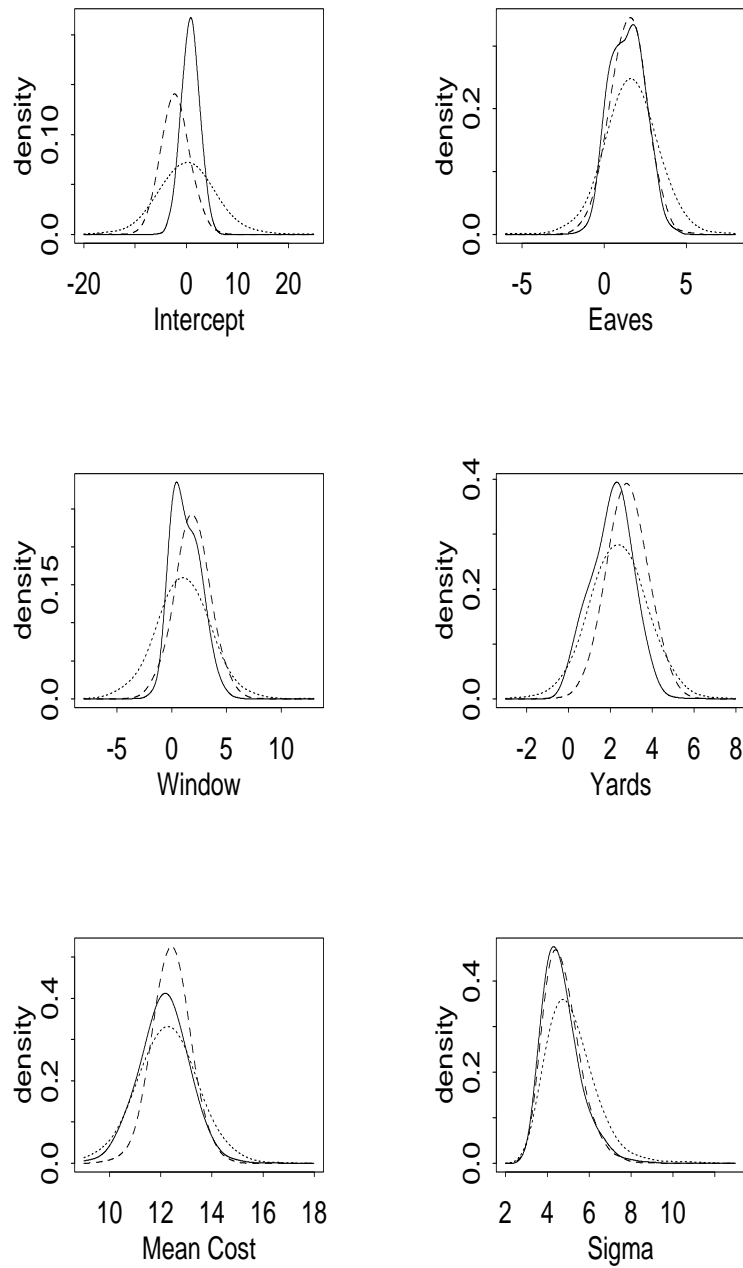 density
0.0 0.10
-20 0 10 20
Intercept
density
0.0 0.2
-5 0 5
Eaves
density
0.0 0.15
-5 0 5 10
Window
density
0.0 0.2 0.4
-2 0 2 4 6 8
Yards
density
0.0 0.2 0.4
10 12 14 16 18
Mean Cost
density
0.0 0.2 0.4
2 4 6 8 10
Sigma